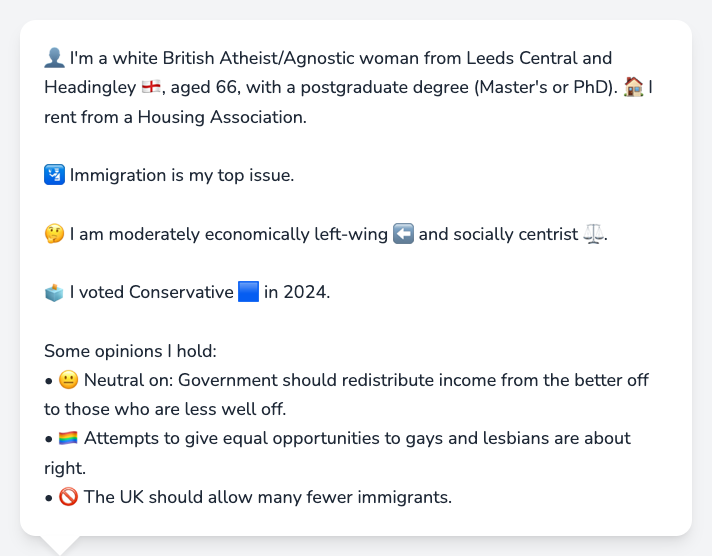 👤 I'm a white British Atheist/Agnostic woman from Leeds Central and
Headingley 🏴󠁧󠁢󠁥󠁮󠁧󠁿, aged 66, with a postgraduate degree (Master's or PhD). 🏠 I
rent from a Housing Association.
🛂 Immigration is my top issue.
🤔 I am moderately economically left-wing ⬅️ and socially centrist ⚖️.
🗳️ I voted Conservative 🟦 in 2024.
Some opinions I hold:
• 😐 Neutral on: Government should redistribute income from the better off
to those who are less well off.
• 🏳️‍🌈 Attempts to give equal opportunities to gays and lesbians are about
right.
• 🚫 The UK should allow many fewer immigrants.